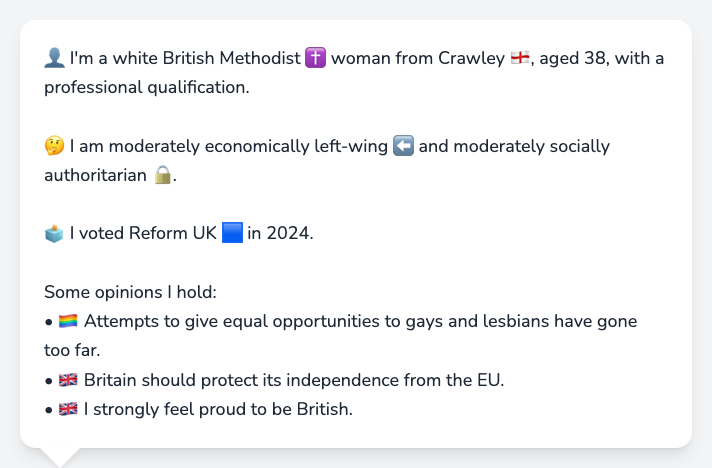 👤 I'm a white British Methodist ✝️ woman from Crawley 🏴󠁧󠁢󠁥󠁮󠁧󠁿, aged 38, with a
professional qualification.
🤔 I am moderately economically left-wing ⬅️ and moderately socially
authoritarian 🔒.
🗳️ I voted Reform UK 🟦 in 2024.
Some opinions I hold:
• 🏳️‍🌈 Attempts to give equal opportunities to gays and lesbians have gone
too far.
• 🇬🇧 Britain should protect its independence from the EU.
• 🇬🇧 I strongly feel proud to be British.